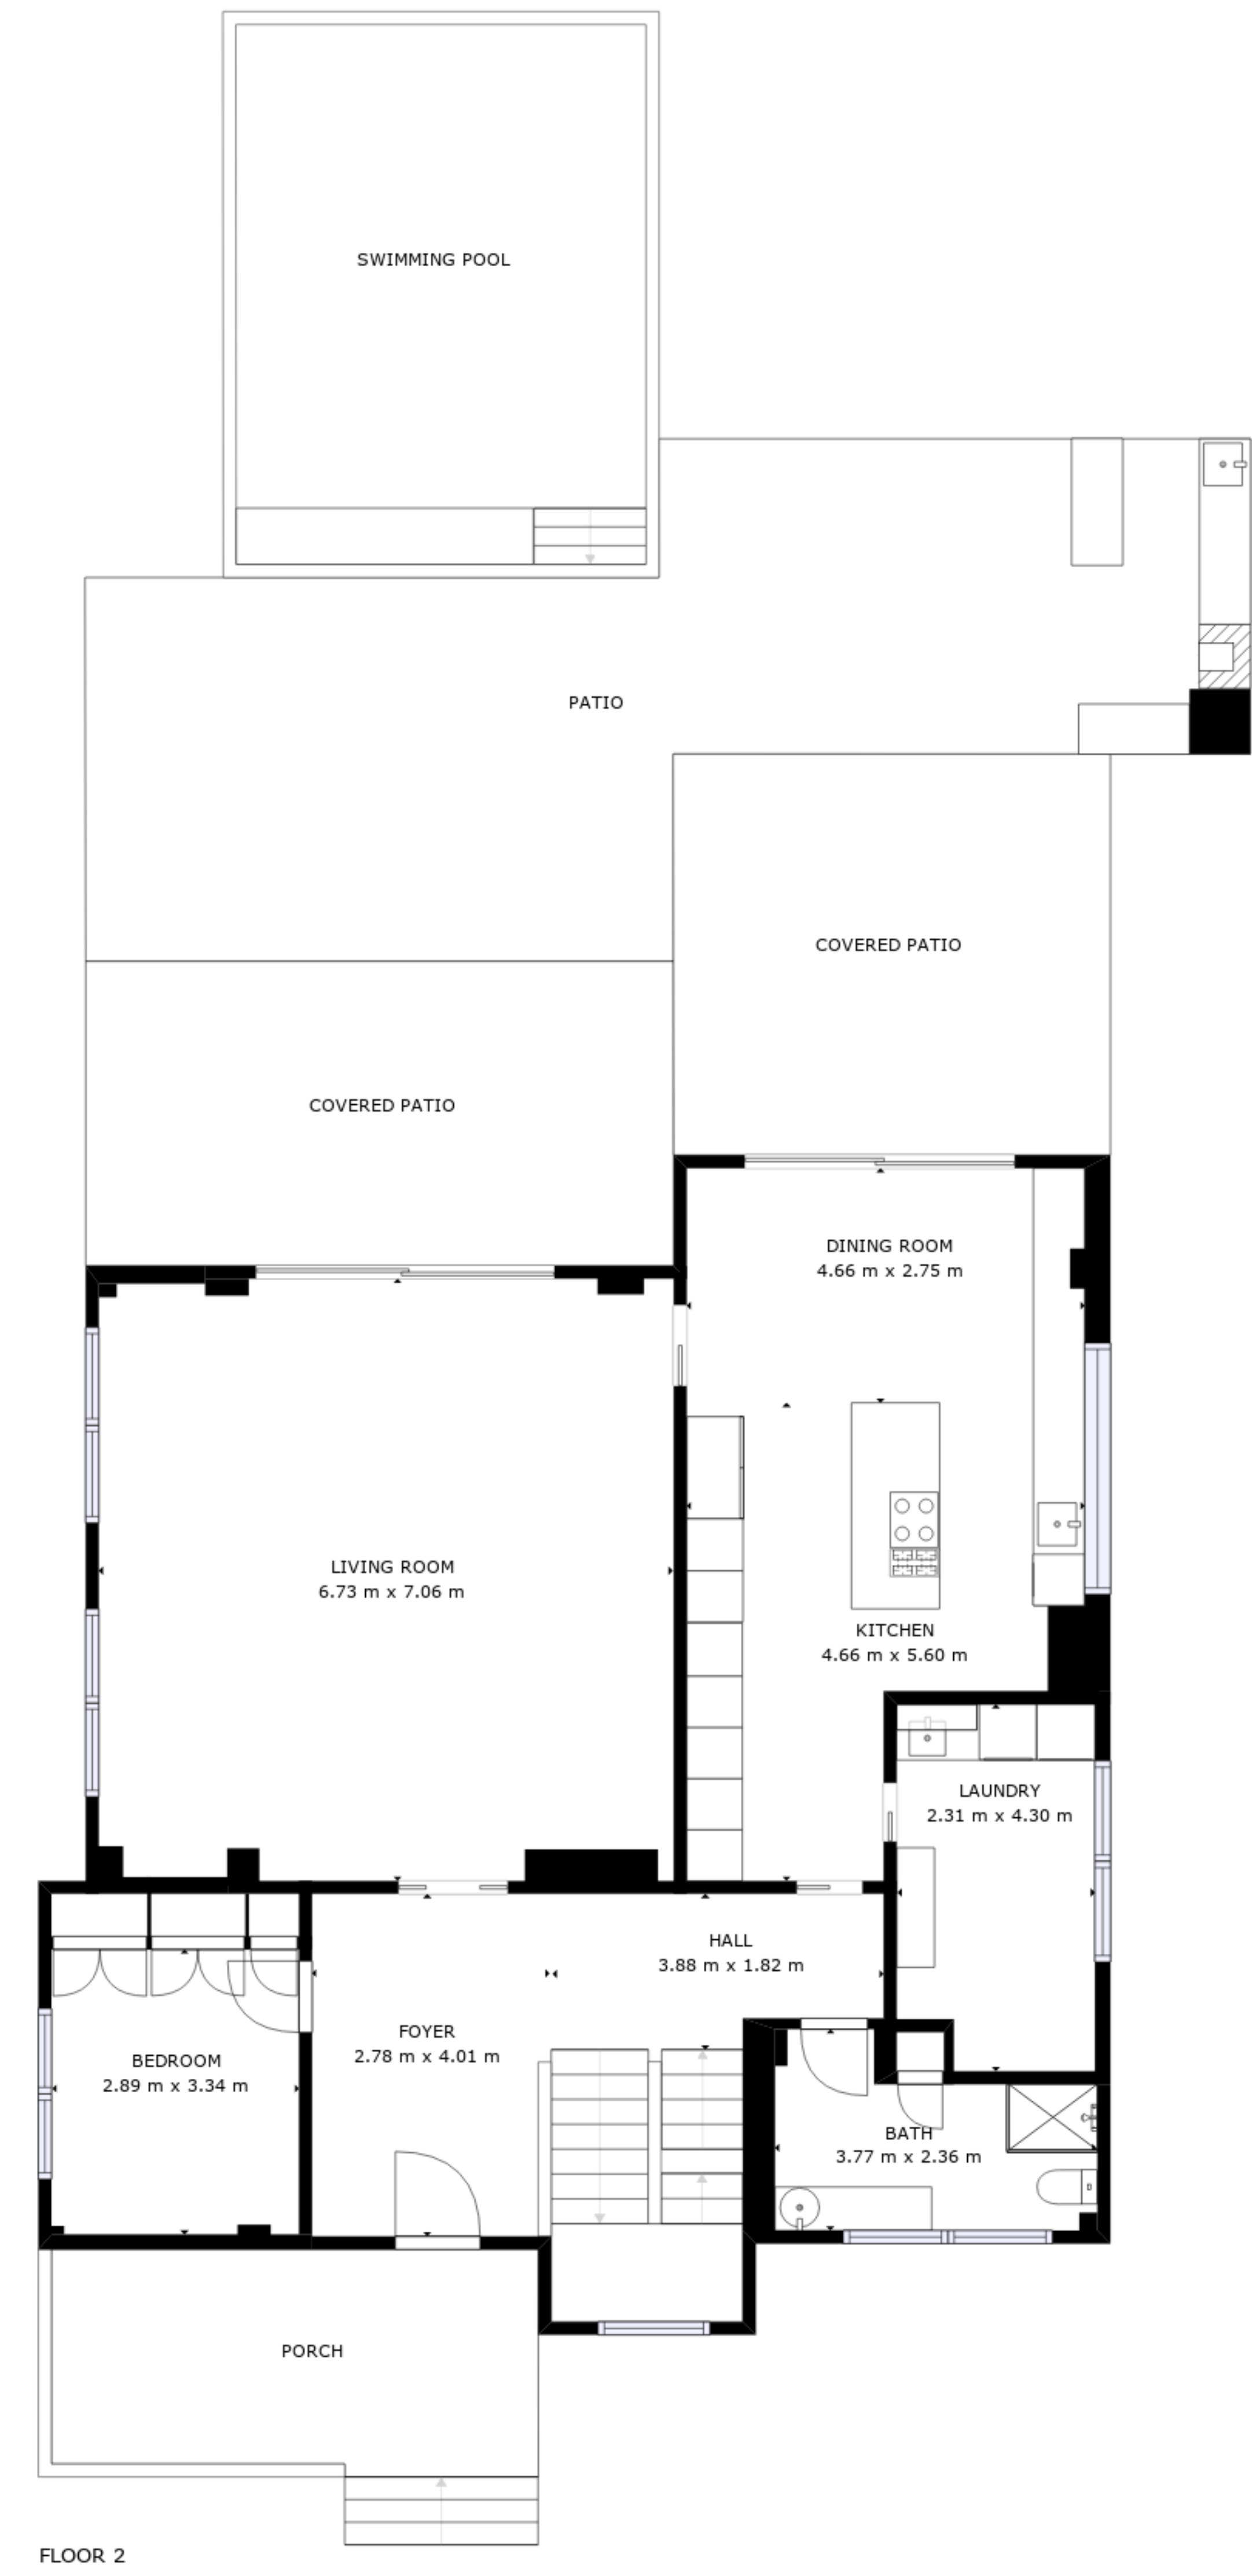 SWIMMING POOL
PATIO
COVERED PATIO
COVERED PATIO
DINING ROOM
4.66 m x 2.75 m
LIVING ROOM
6.73 m x 7.06 m
KITCHEN
4.66 m x 5.60 m
LAUNDRY
2.31 m x 4.30 m
HALL
3.88 m x 1.82 m
FOYER
2.78 m x 4.01 m
BEDROOM
2.89 m x 3.34 m
BATH
3.77 m x 2.36 m
PORCH
FLOOR 2